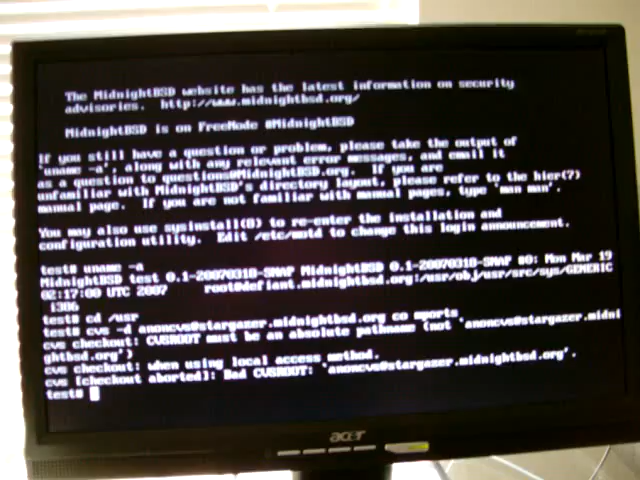 The MidnightBSD website has the latest information on security
advisories. http://www.midnightbsd.org/
MidnightBSD is on FreeNode #MidnightBSD
If you still have a question or problem, please take the output of
'uname -a', along with any relevant error messages, and email it
as a question to questions@MidnightBSD.org. If you are
unfamiliar with MidnightBSD's directory layout, please refer to the hier(7)
manual page. If you are not familiar with manual pages, type 'man man'.
You may also use sysinstall(8) to re-enter the installation and
configuration utility. Edit /etc/motd to change this login announcement.
test# uname -a
MidnightBSD test 0.1-20070318-SNAP MidnightBSD 0.1-20070318-SNAP #0: Mon Mar 19
02:17:00 UTC 2007 root@defiant.midnightbsd.org:/usr/obj/usr/src/sys/GENERIC
i386
test# cd /usr
test# cvs -d anoncvs@stargazer.midnightbsd.org co mports
cvs checkout: CVSROOT must be an absolute pathname (not `anoncvs@stargazer.midni
ghtbsd.org')
cvs checkout: when using local access method.
cvs [checkout aborted]: Bad CVSROOT: `anoncvs@stargazer.midnightbsd.org'.
test#
acer